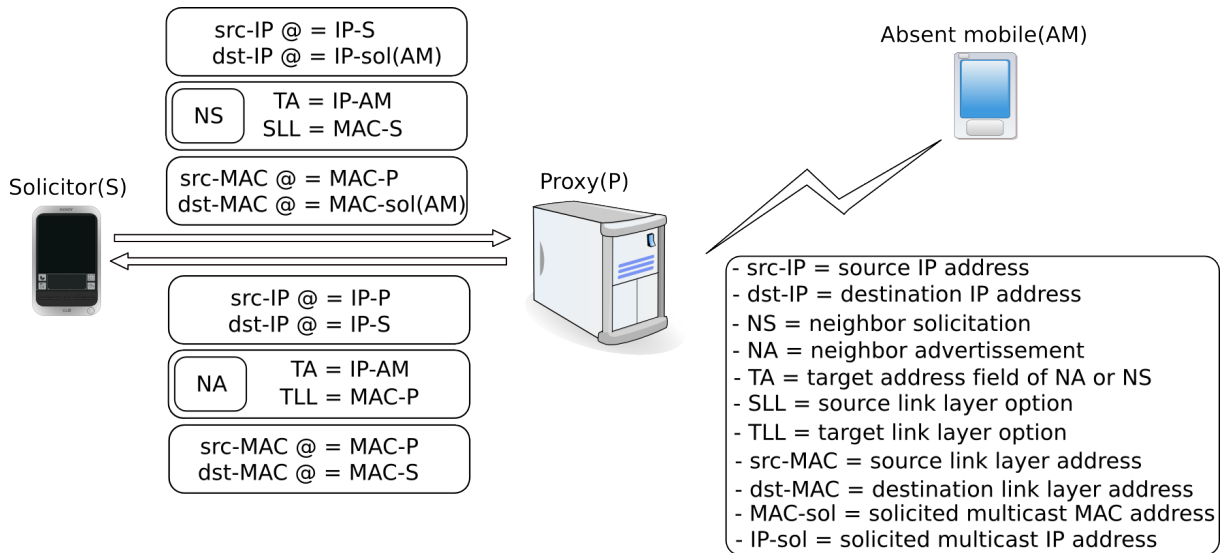 src-IP @ = IP-S
dst-IP @ = IP-sol(AM)
NS
TA = IP-AM
SLL = MAC-S
src-MAC @ = MAC-P
dst-MAC @ = MAC-sol(AM)
Solicitor(S)
Proxy(P)
Absent mobile(AM)
src-IP @ = IP-P
dst-IP @ = IP-S
NA
TA = IP-AM
TLL = MAC-P
src-MAC @ = MAC-P
dst-MAC @ = MAC-S
- src-IP = source IP address
- dst-IP = destination IP address
- NS = neighbor solicitation
- NA = neighbor advertissement
- TA = target address field of NA or NS
- SLL = source link layer option
- TLL = target link layer option
- src-MAC = source link layer address
- dst-MAC = destination link layer address
- MAC-sol = solicited multicast MAC address
- IP-sol = solicited multicast IP address